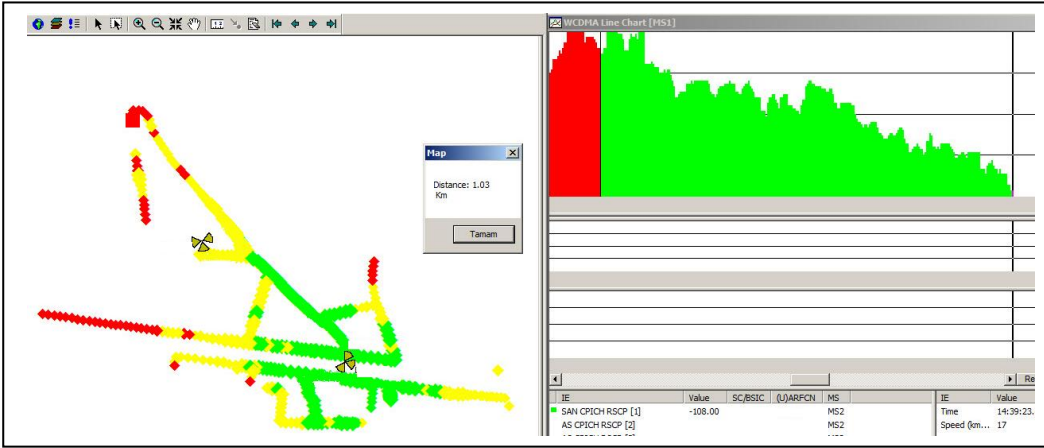 WCDMA Line Chart [MS1]
Map
Distance: 1.03
Km
Tamam
Re
IE Value SC/BSIC (U)ARFCN MS
SAN CPICH RSCP [1] -108.00 MS2
AS CPICH RSCP [2] MS2
IE Value
Time 14:39:23.
Speed (km... 17